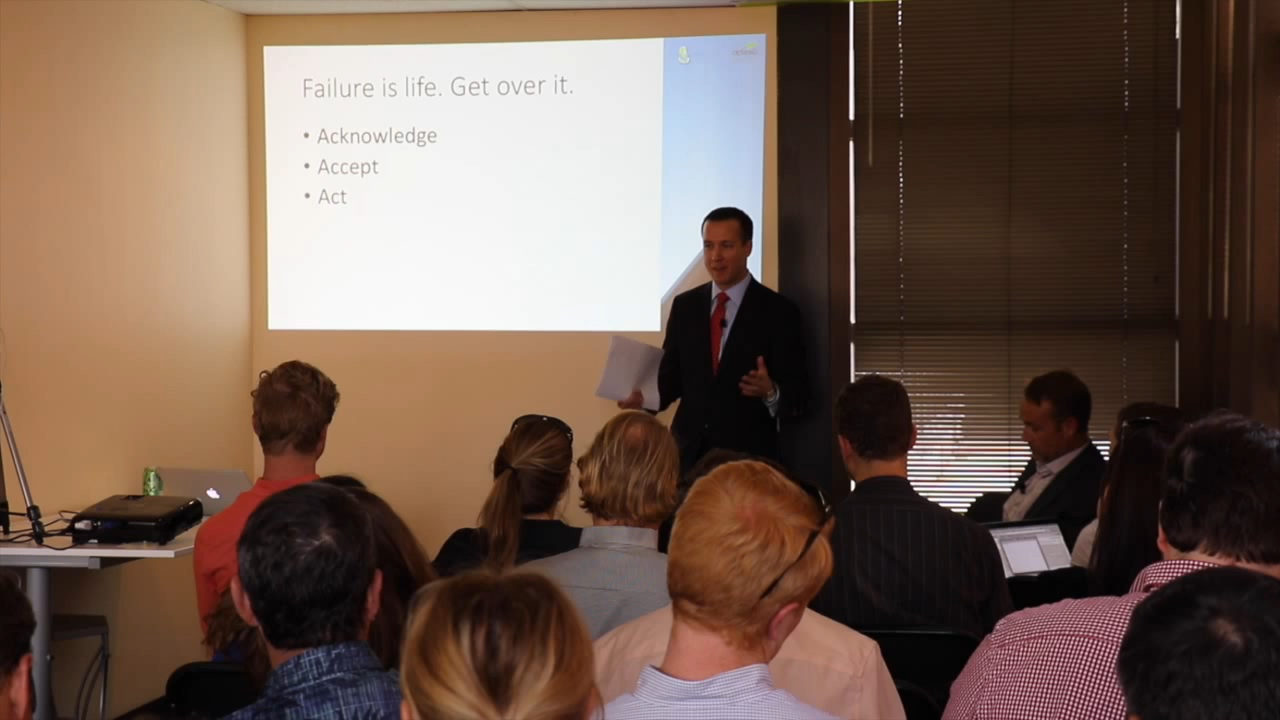 Failure is life. Get over it.
• Acknowledge
• Accept
• Act